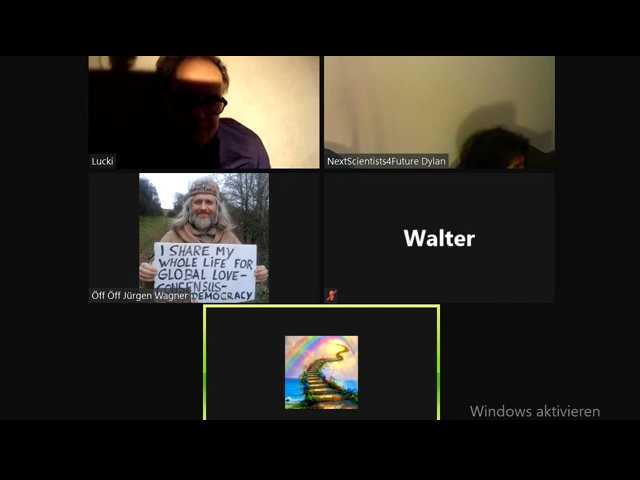 Lucki
NextScientists4Future Dylan
I SHARE MY
WHOLE LIFE FOR
GLOBAL LOVE-
CONSENSUS-
DEMOCRACY
Öff Öff Jürgen Wagner
Walter
Windows aktivieren